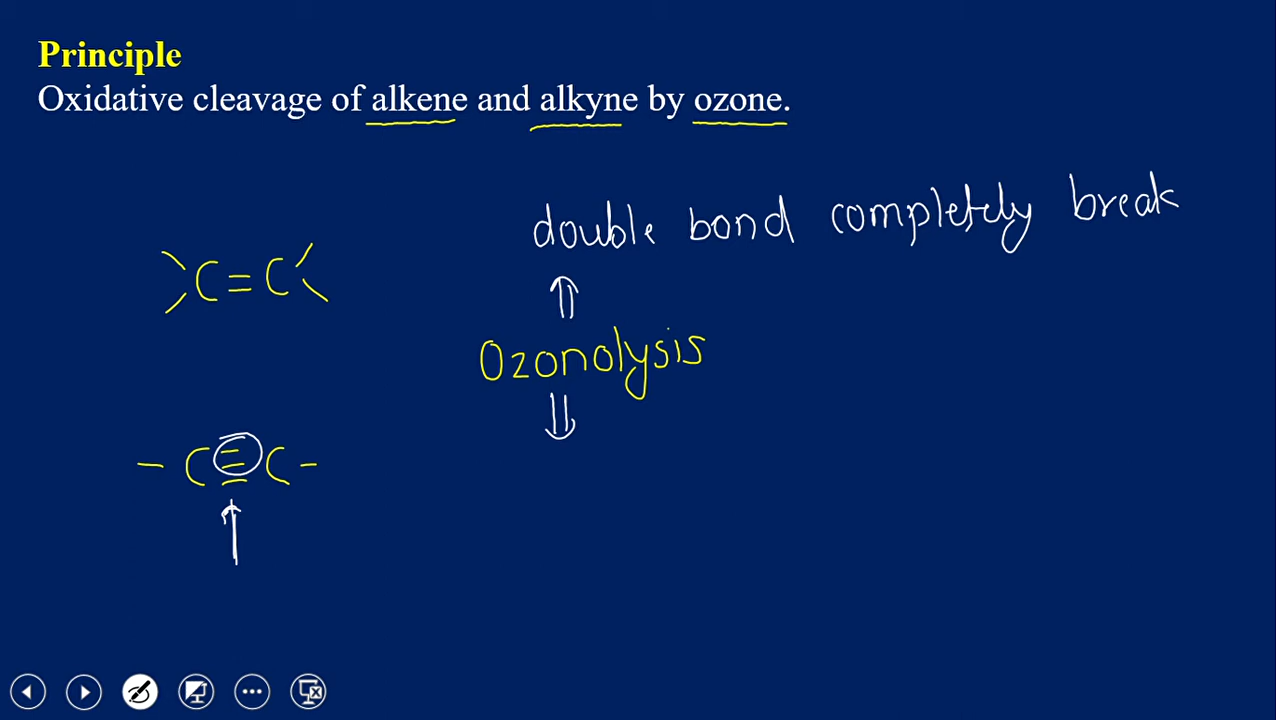 Principle
Oxidative cleavage of alkene and alkyne by ozone.
double bond completely break
>C=C<
Ozonolysis
-C≡C-